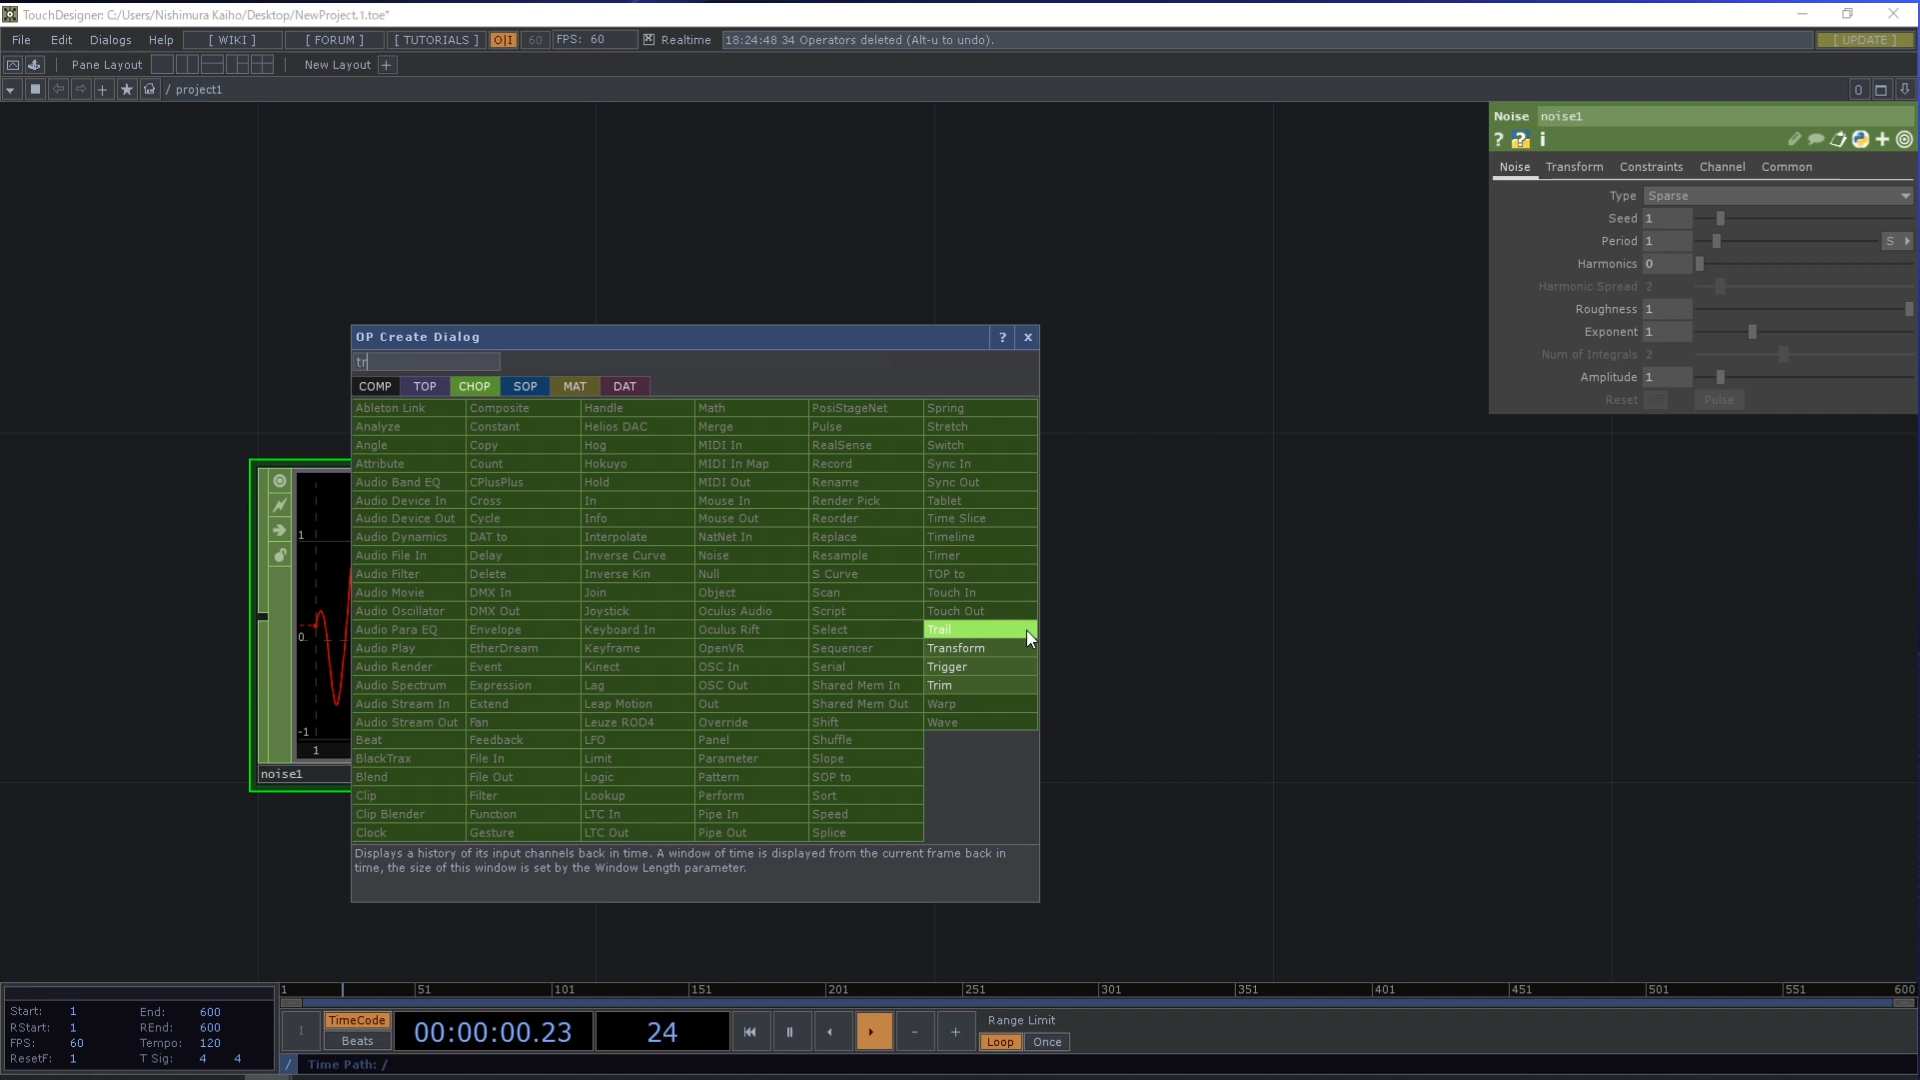 TouchDesigner: C:/Users/Nishimura Kaiho/Desktop/NewProject.1.toe*
File Edit Dialogs Help [ WIKI ] [ FORUM ] [ TUTORIALS ] O|I 60 FPS: 60 Realtime 18:24:48 34 Operators deleted (Alt-u to undo). [ UPDATE ]
Pane Layout New Layout +
/ project1 0
Noise noise1
? ? i
Noise Transform Constraints Channel Common
Type Sparse
Seed 1
Period 1 S
Harmonics 0
Harmonic Spread 2
Roughness 1
Exponent 1
Num of Integrals 2
Amplitude 1
Reset Off Pulse
OP Create Dialog ? x
tr
COMP TOP CHOP SOP MAT DAT
Ableton Link Composite Handle Math PosiStageNet Spring
Analyze Constant Helios DAC Merge Pulse Stretch
Angle Copy Hog MIDI In RealSense Switch
Attribute Count Hokuyo MIDI In Map Record Sync In
Audio Band EQ CPlusPlus Hold MIDI Out Rename Sync Out
Audio Device In Cross In Mouse In Render Pick Tablet
Audio Device Out Cycle Info Mouse Out Reorder Time Slice
Audio Dynamics DAT to Interpolate NatNet In Replace Timeline
Audio File In Delay Inverse Curve Noise Resample Timer
Audio Filter Delete Inverse Kin Null S Curve TOP to
Audio Movie DMX In Join Object Scan Touch In
Audio Oscillator DMX Out Joystick Oculus Audio Script Touch Out
Audio Para EQ Envelope Keyboard In Oculus Rift Select Trail
Audio Play EtherDream Keyframe OpenVR Sequencer Transform
Audio Render Event Kinect OSC In Serial Trigger
Audio Spectrum Expression Lag OSC Out Shared Mem In Trim
Audio Stream In Extend Leap Motion Out Shared Mem Out Warp
Audio Stream Out Fan Leuze ROD4 Override Shift Wave
Beat Feedback LFO Panel Shuffle
BlackTrax File In Limit Parameter Slope
Blend File Out Logic Pattern SOP to
Clip Filter Lookup Perform Sort
Clip Blender Function LTC In Pipe In Speed
Clock Gesture LTC Out Pipe Out Splice
Displays a history of its input channels back in time. A window of time is displayed from the current frame back in
time, the size of this window is set by the Window Length parameter.
1
0
-1
1
noise1
1 51 101 151 201 251 301 351 401 451 501 551 600
Start: 1 End: 600
RStart: 1 REnd: 600
FPS: 60 Tempo: 120
ResetF: 1 T Sig: 4 4
I TimeCode Beats 00:00:00.23 24 - + Range Limit
Loop Once
/ Time Path: /